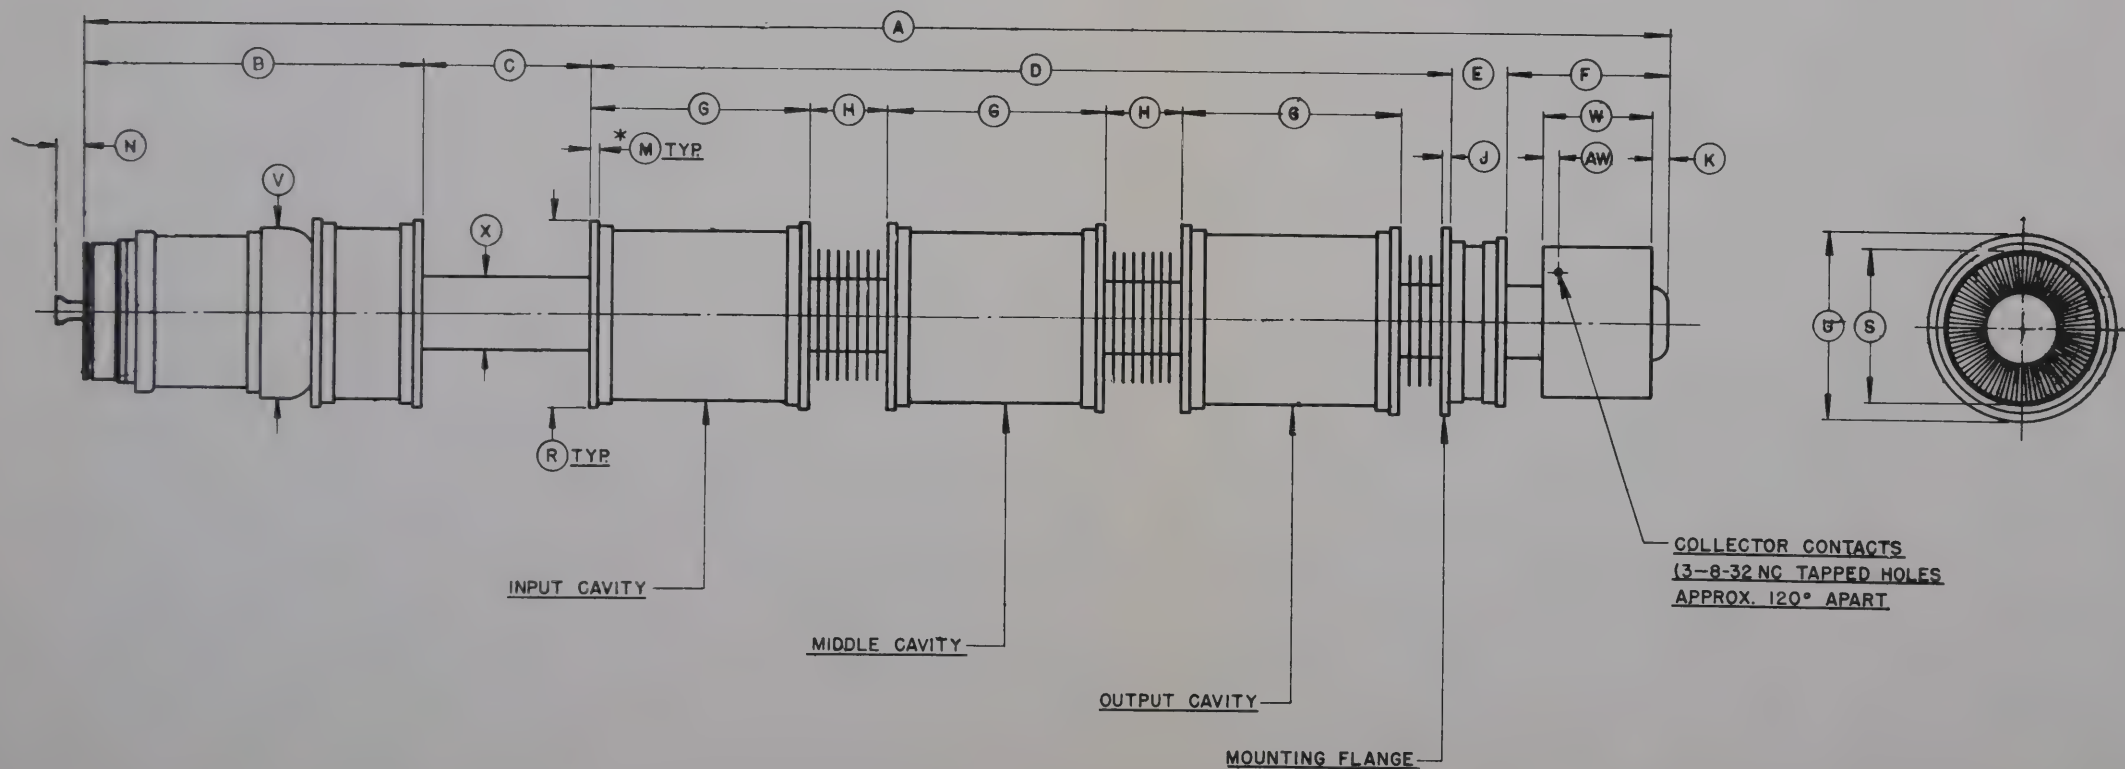 A
B
C
D
E
F
G
H
G
H
G
W
N
*
M TYP.
J
AW
K
V
X
U
S
R TYP.
COLLECTOR CONTACTS
(3-8-32 NC TAPPED HOLES
APPROX. 120° APART
INPUT CAVITY
MIDDLE CAVITY
OUTPUT CAVITY
MOUNTING FLANGE